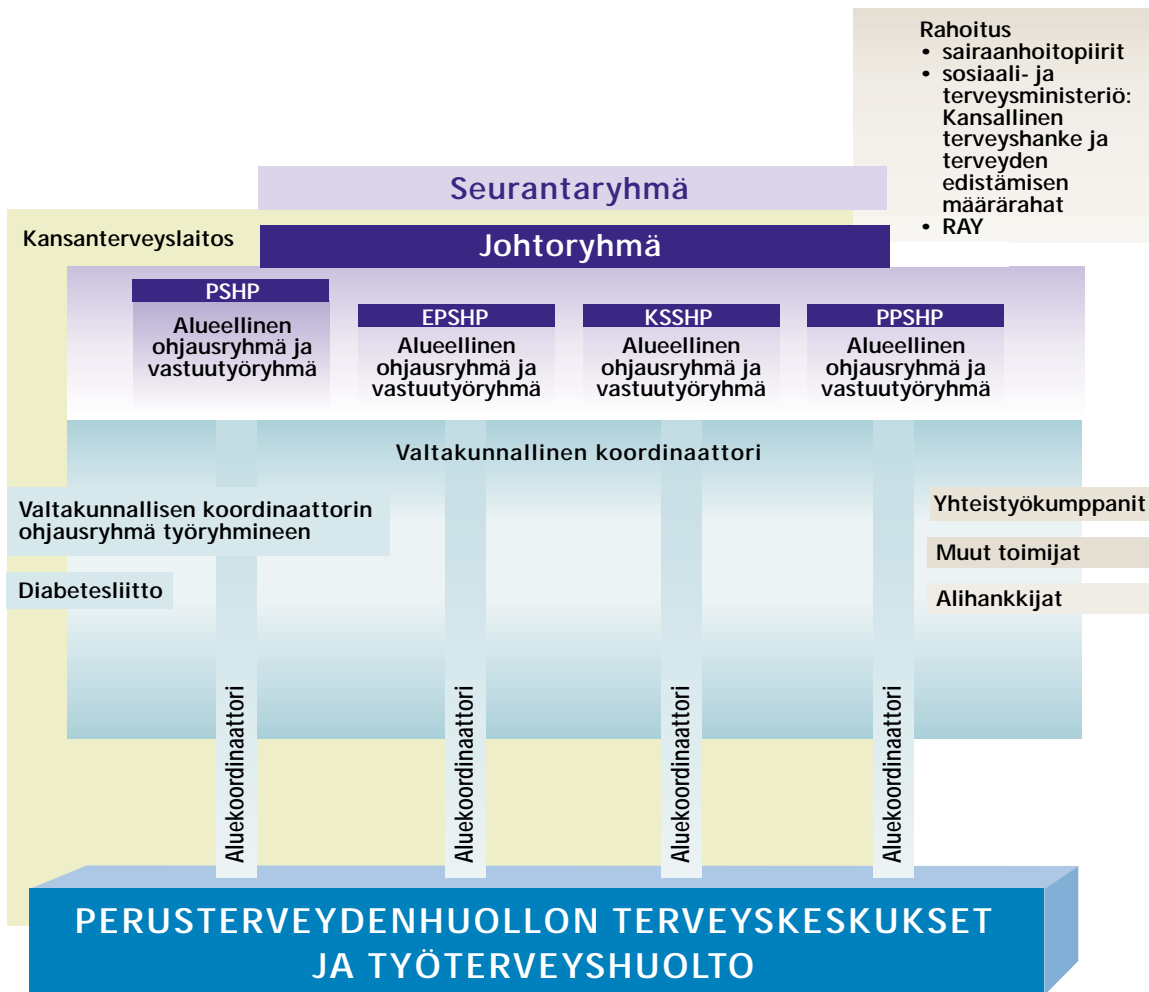 Rahoitus
• sairaanhoitopiirit
• sosiaali- ja
terveysministeriö:
Kansallinen
terveyshanke ja
terveyden
edistämisen
määrärahat
• RAY
Seurantaryhmä
Kansanterveyslaitos
Johtoryhmä
PSHP
Alueellinen
ohjausryhmä ja
vastuutyöryhmä
EPSHP
Alueellinen
ohjausryhmä ja
vastuutyöryhmä
KSSHP
Alueellinen
ohjausryhmä ja
vastuutyöryhmä
PPSHP
Alueellinen
ohjausryhmä ja
vastuutyöryhmä
Valtakunnallinen koordinaattori
Valtakunnallisen koordinaattorin
ohjausryhmä työryhmineen
Diabetesliitto
Yhteistyökumppanit
Muut toimijat
Alihankkijat
Aluekoordinaattori
Aluekoordinaattori
Aluekoordinaattori
Aluekoordinaattori
PERUSTERVEYDENHUOLLON TERVEYSKESKUKSET
JA TYÖTERVEYSHUOLTO